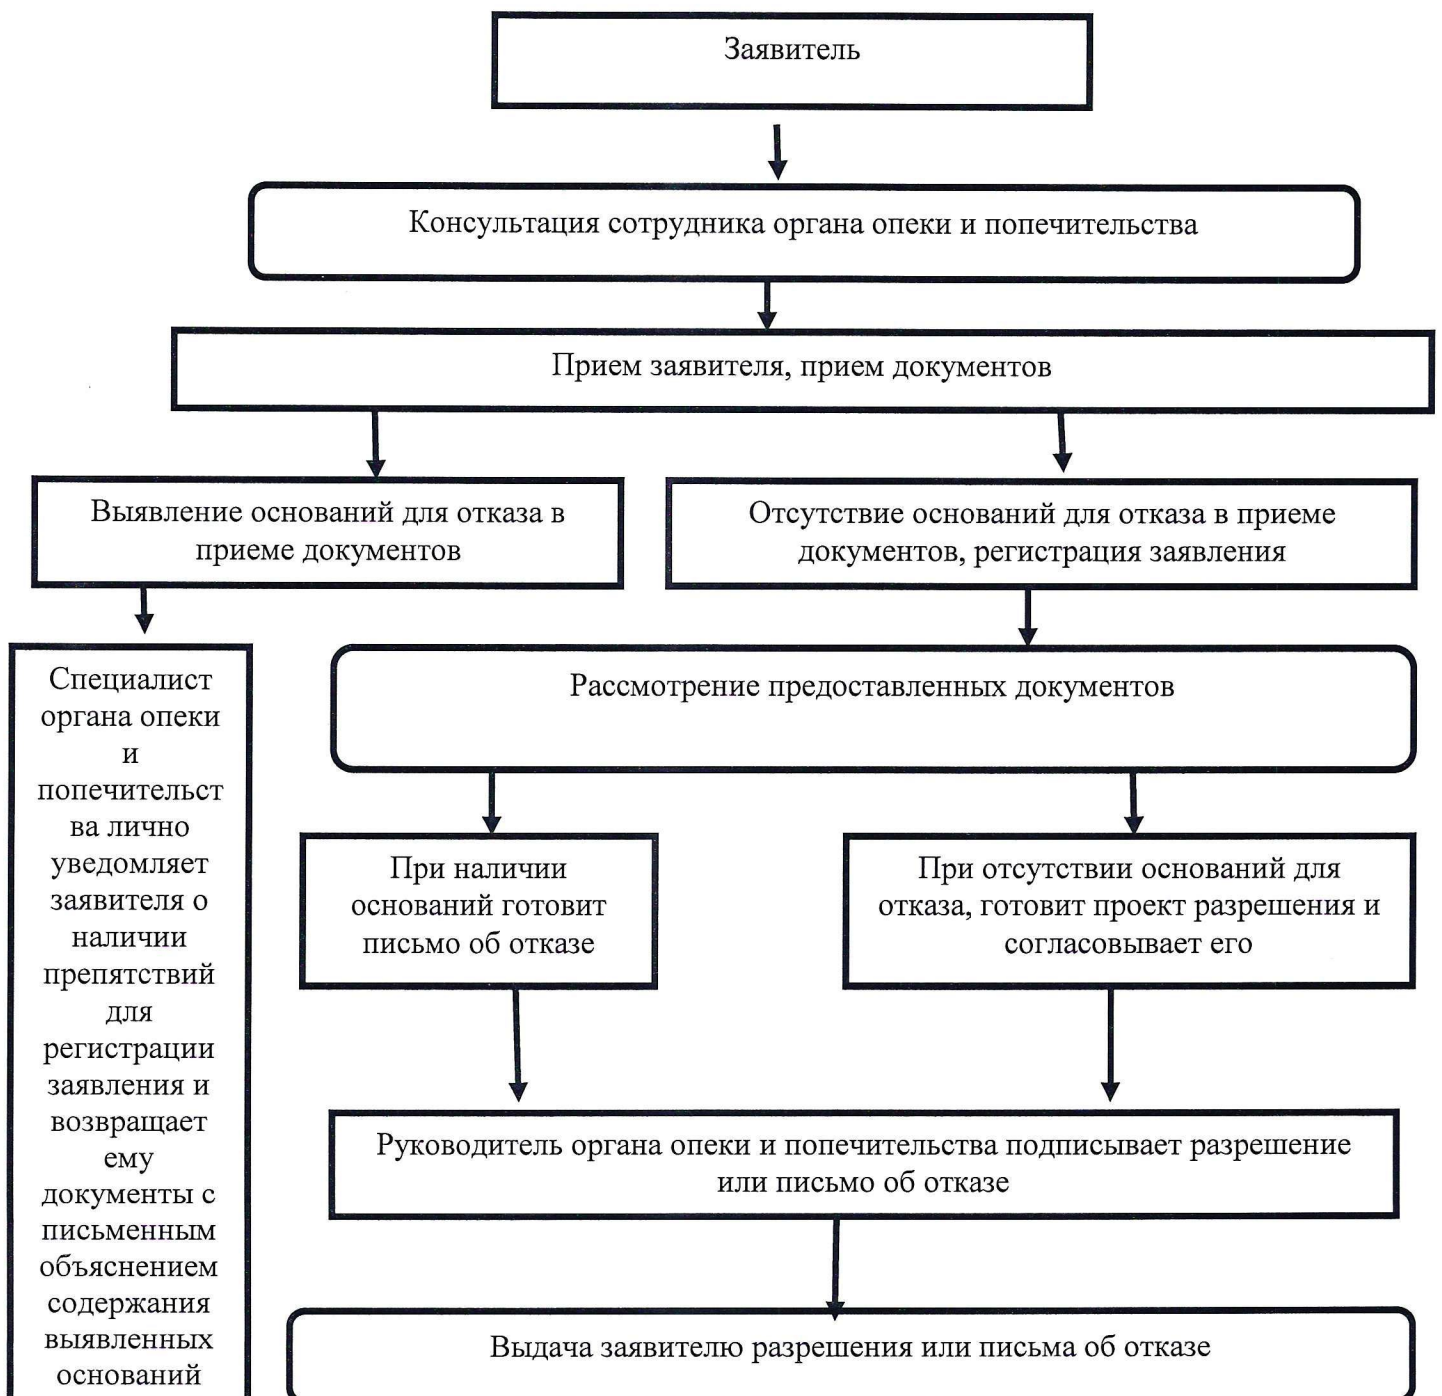 Заявитель
Консультация сотрудника органа опеки и попечительства
Прием заявителя, прием документов
Выявление оснований для отказа в
приеме документов
Отсутствие оснований для отказа в приеме
документов, регистрация заявления
Специалист
органа опеки
и
попечительст
ва лично
уведомляет
заявителя о
наличии
препятствий
для
регистрации
заявления и
возвращает
ему
документы с
письменным
объяснением
содержания
выявленных
оснований
Рассмотрение предоставленных документов
При наличии
оснований готовит
письмо об отказе
При отсутствии оснований для
отказа, готовит проект разрешения и
согласовывает его
Руководитель органа опеки и попечительства подписывает разрешение
или письмо об отказе
Выдача заявителю разрешения или письма об отказе